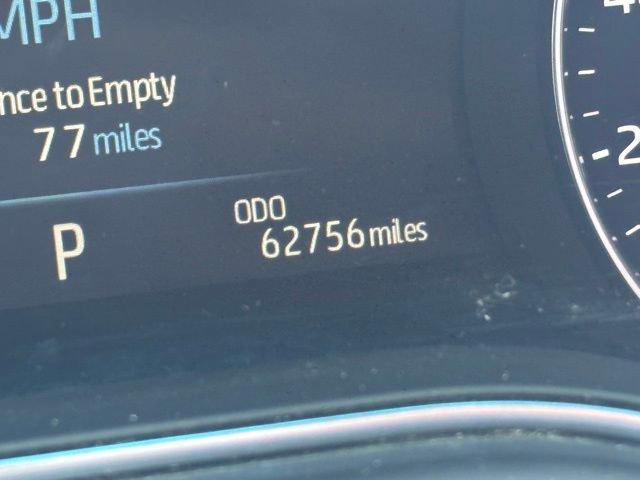 MPH
nce to Empty
77 miles
P
ODO
62756 miles